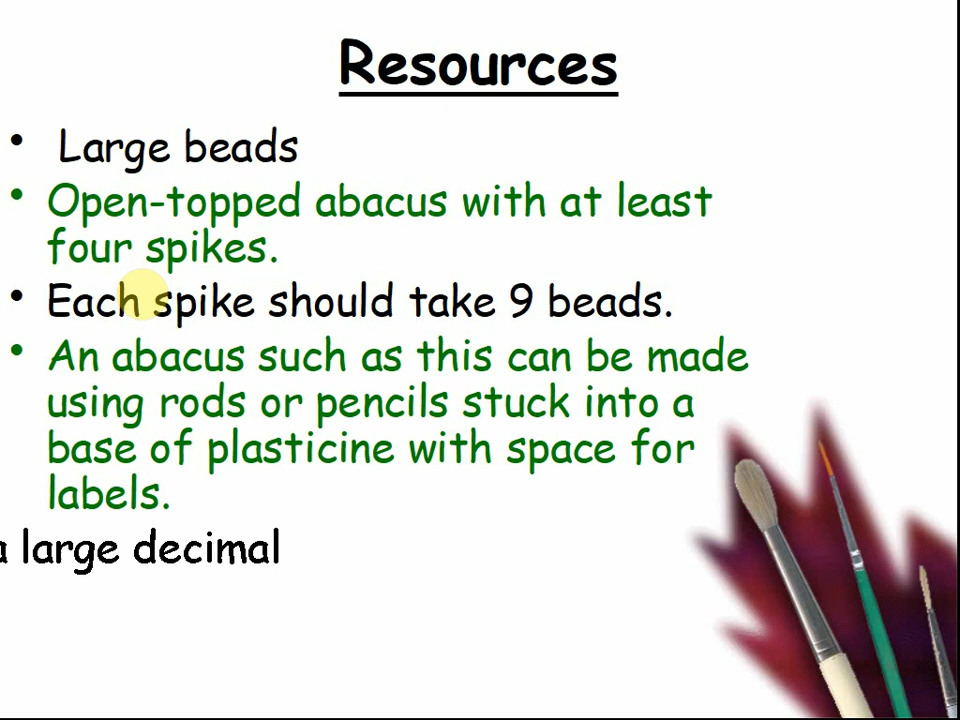 Resources
• Large beads
• Open-topped abacus with at least
four spikes.
• Each spike should take 9 beads.
• An abacus such as this can be made
using rods or pencils stuck into a
base of plasticine with space for
labels.
a large decimal